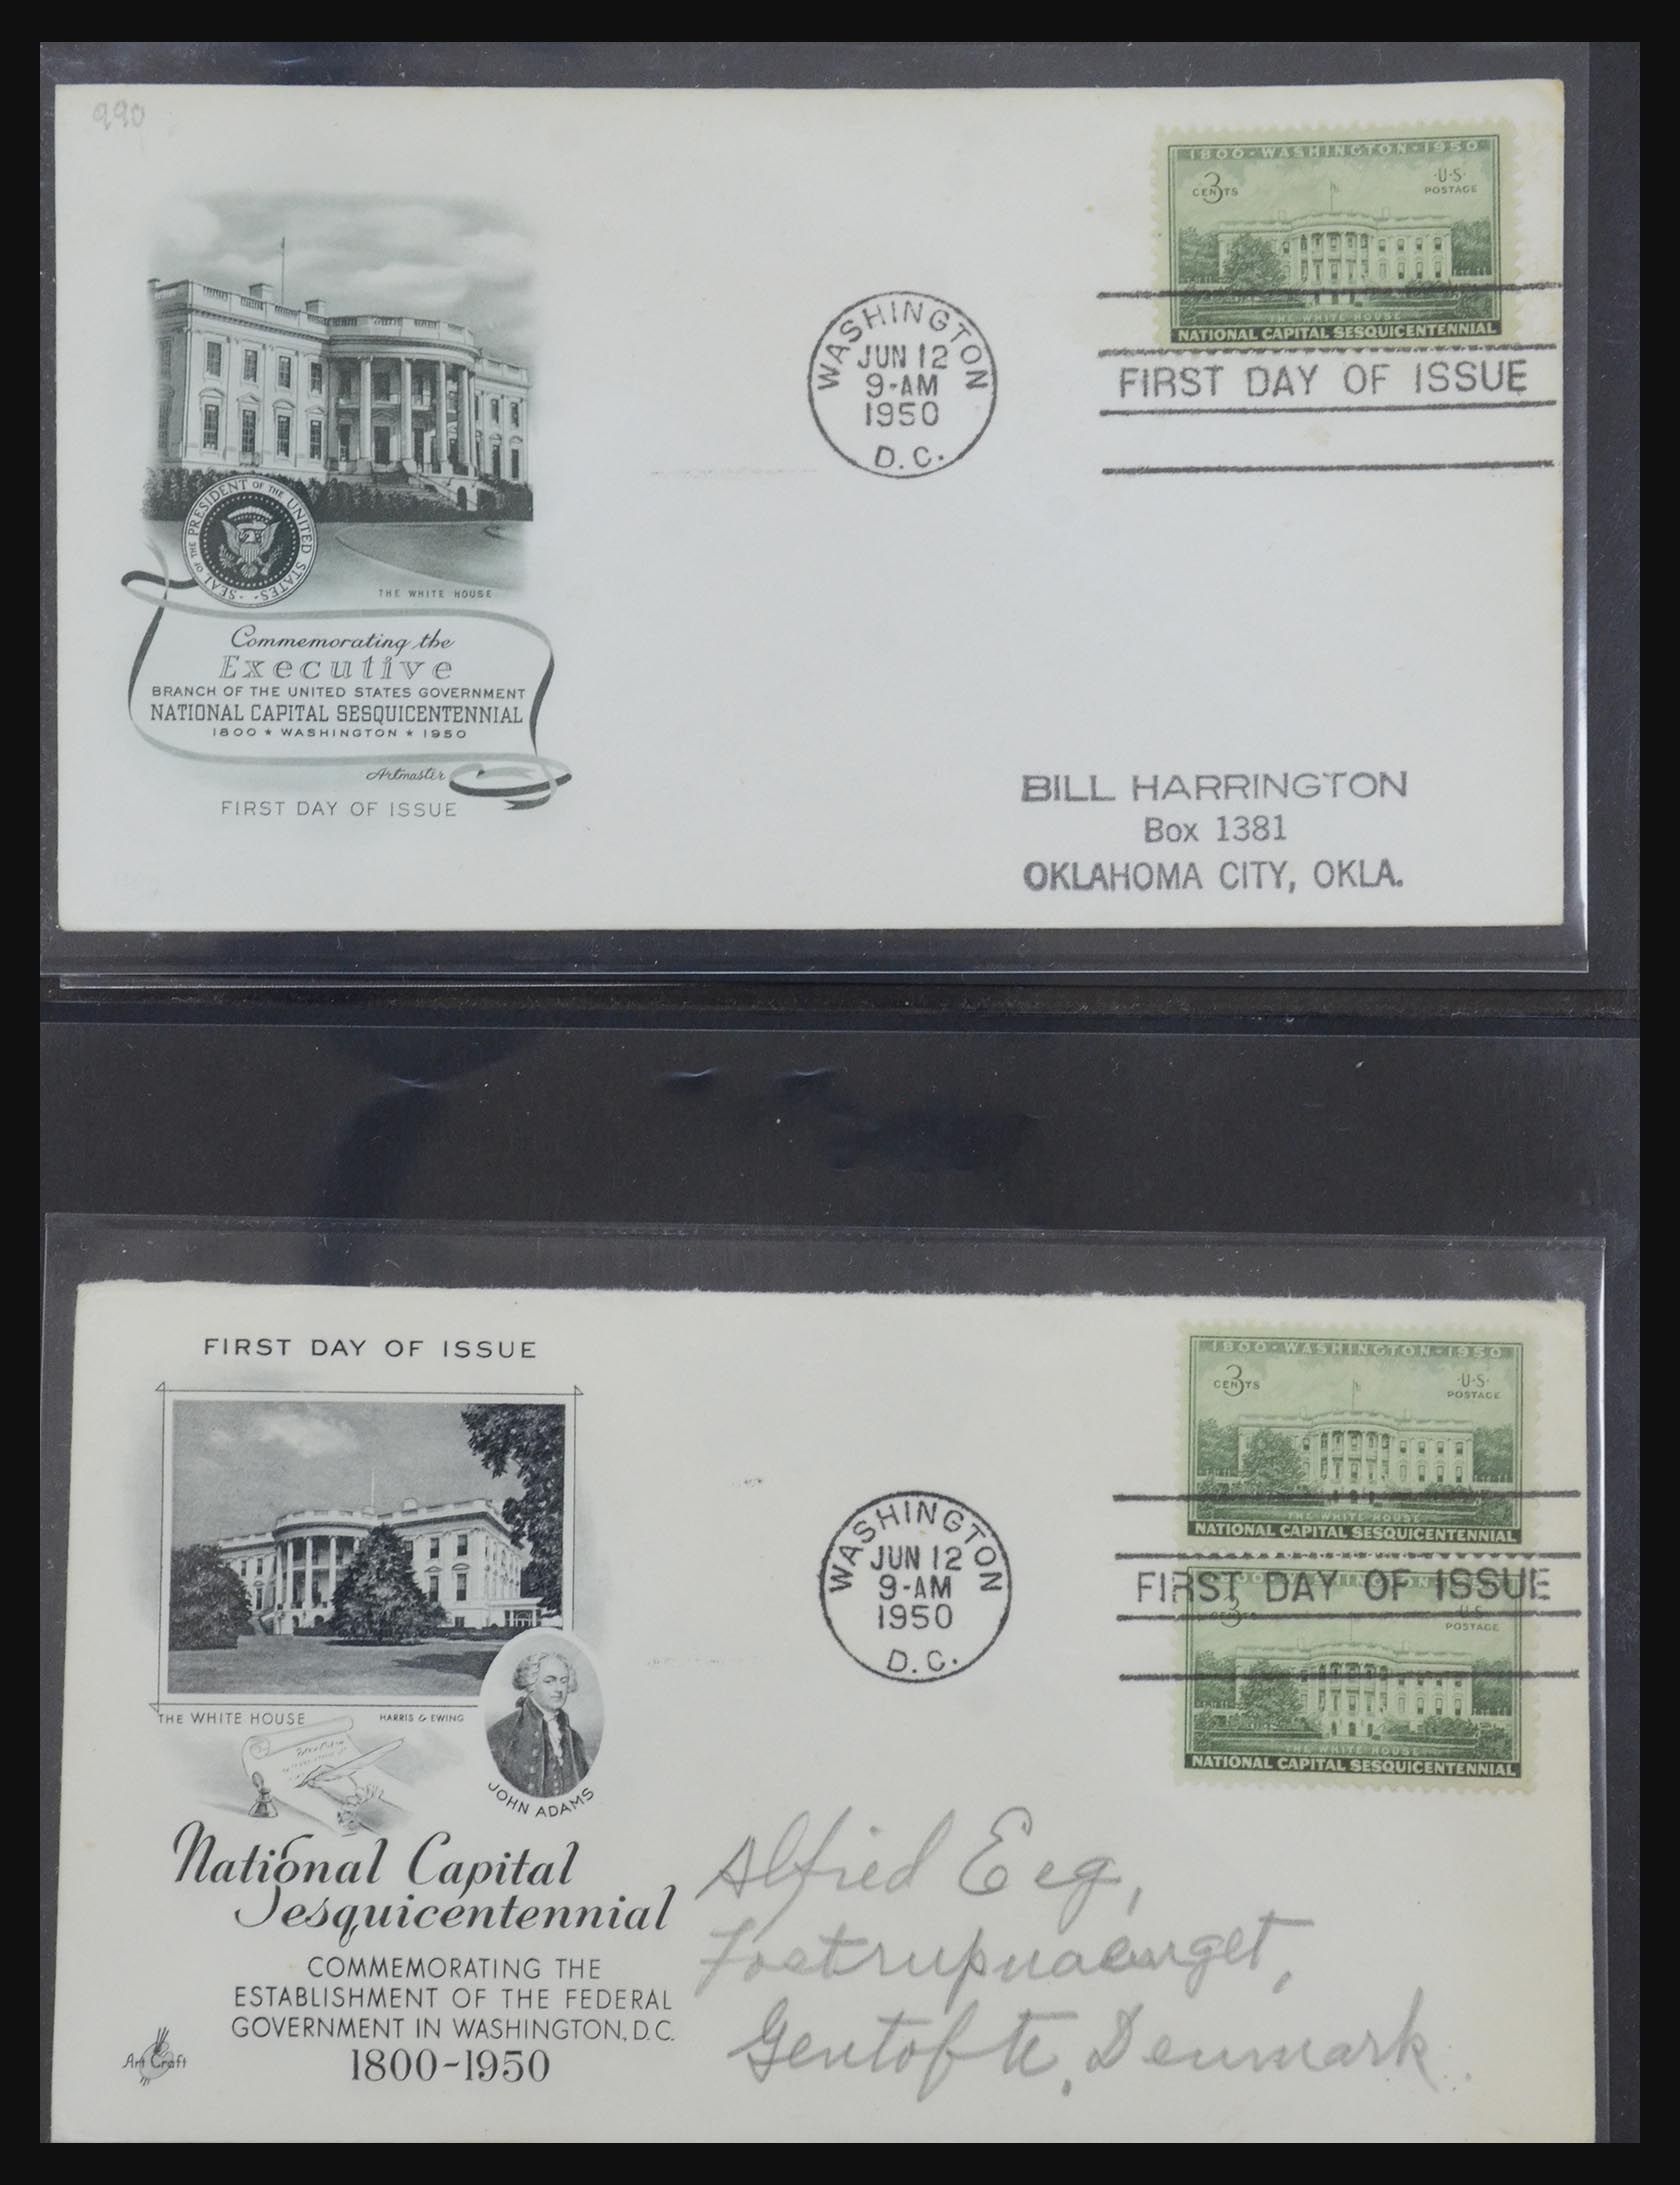 990
1800-WASHINGTON-1950
3 CENTS
U.S. POSTAGE
THE WHITE HOUSE
NATIONAL CAPITAL SESQUICENTENNIAL
WASHINGTON
JUN 12
9-AM
1950
D.C.
FIRST DAY OF ISSUE
SEAL OF THE PRESIDENT OF THE UNITED STATES
THE WHITE HOUSE
Commemorating the
Executive
BRANCH OF THE UNITED STATES GOVERNMENT
NATIONAL CAPITAL SESQUICENTENNIAL
1800 ★ WASHINGTON ★ 1950
Artmaster
FIRST DAY OF ISSUE
BILL HARRINGTON
Box 1381
OKLAHOMA CITY, OKLA.
FIRST DAY OF ISSUE
1800-WASHINGTON-1950
3 CENTS
U.S. POSTAGE
THE WHITE HOUSE
NATIONAL CAPITAL SESQUICENTENNIAL
WASHINGTON
JUN 12
9-AM
1950
D.C.
FIRST DAY OF ISSUE
3
U.S. POSTAGE
THE WHITE HOUSE
NATIONAL CAPITAL SESQUICENTENNIAL
THE WHITE HOUSE
HARRIS & EWING
JOHN ADAMS
National Capital
Sesquicentennial
COMMEMORATING THE
ESTABLISHMENT OF THE FEDERAL
GOVERNMENT IN WASHINGTON, D.C.
1800-1950
Art Craft
Alfred Eeg,
Gentofte, Denmark.